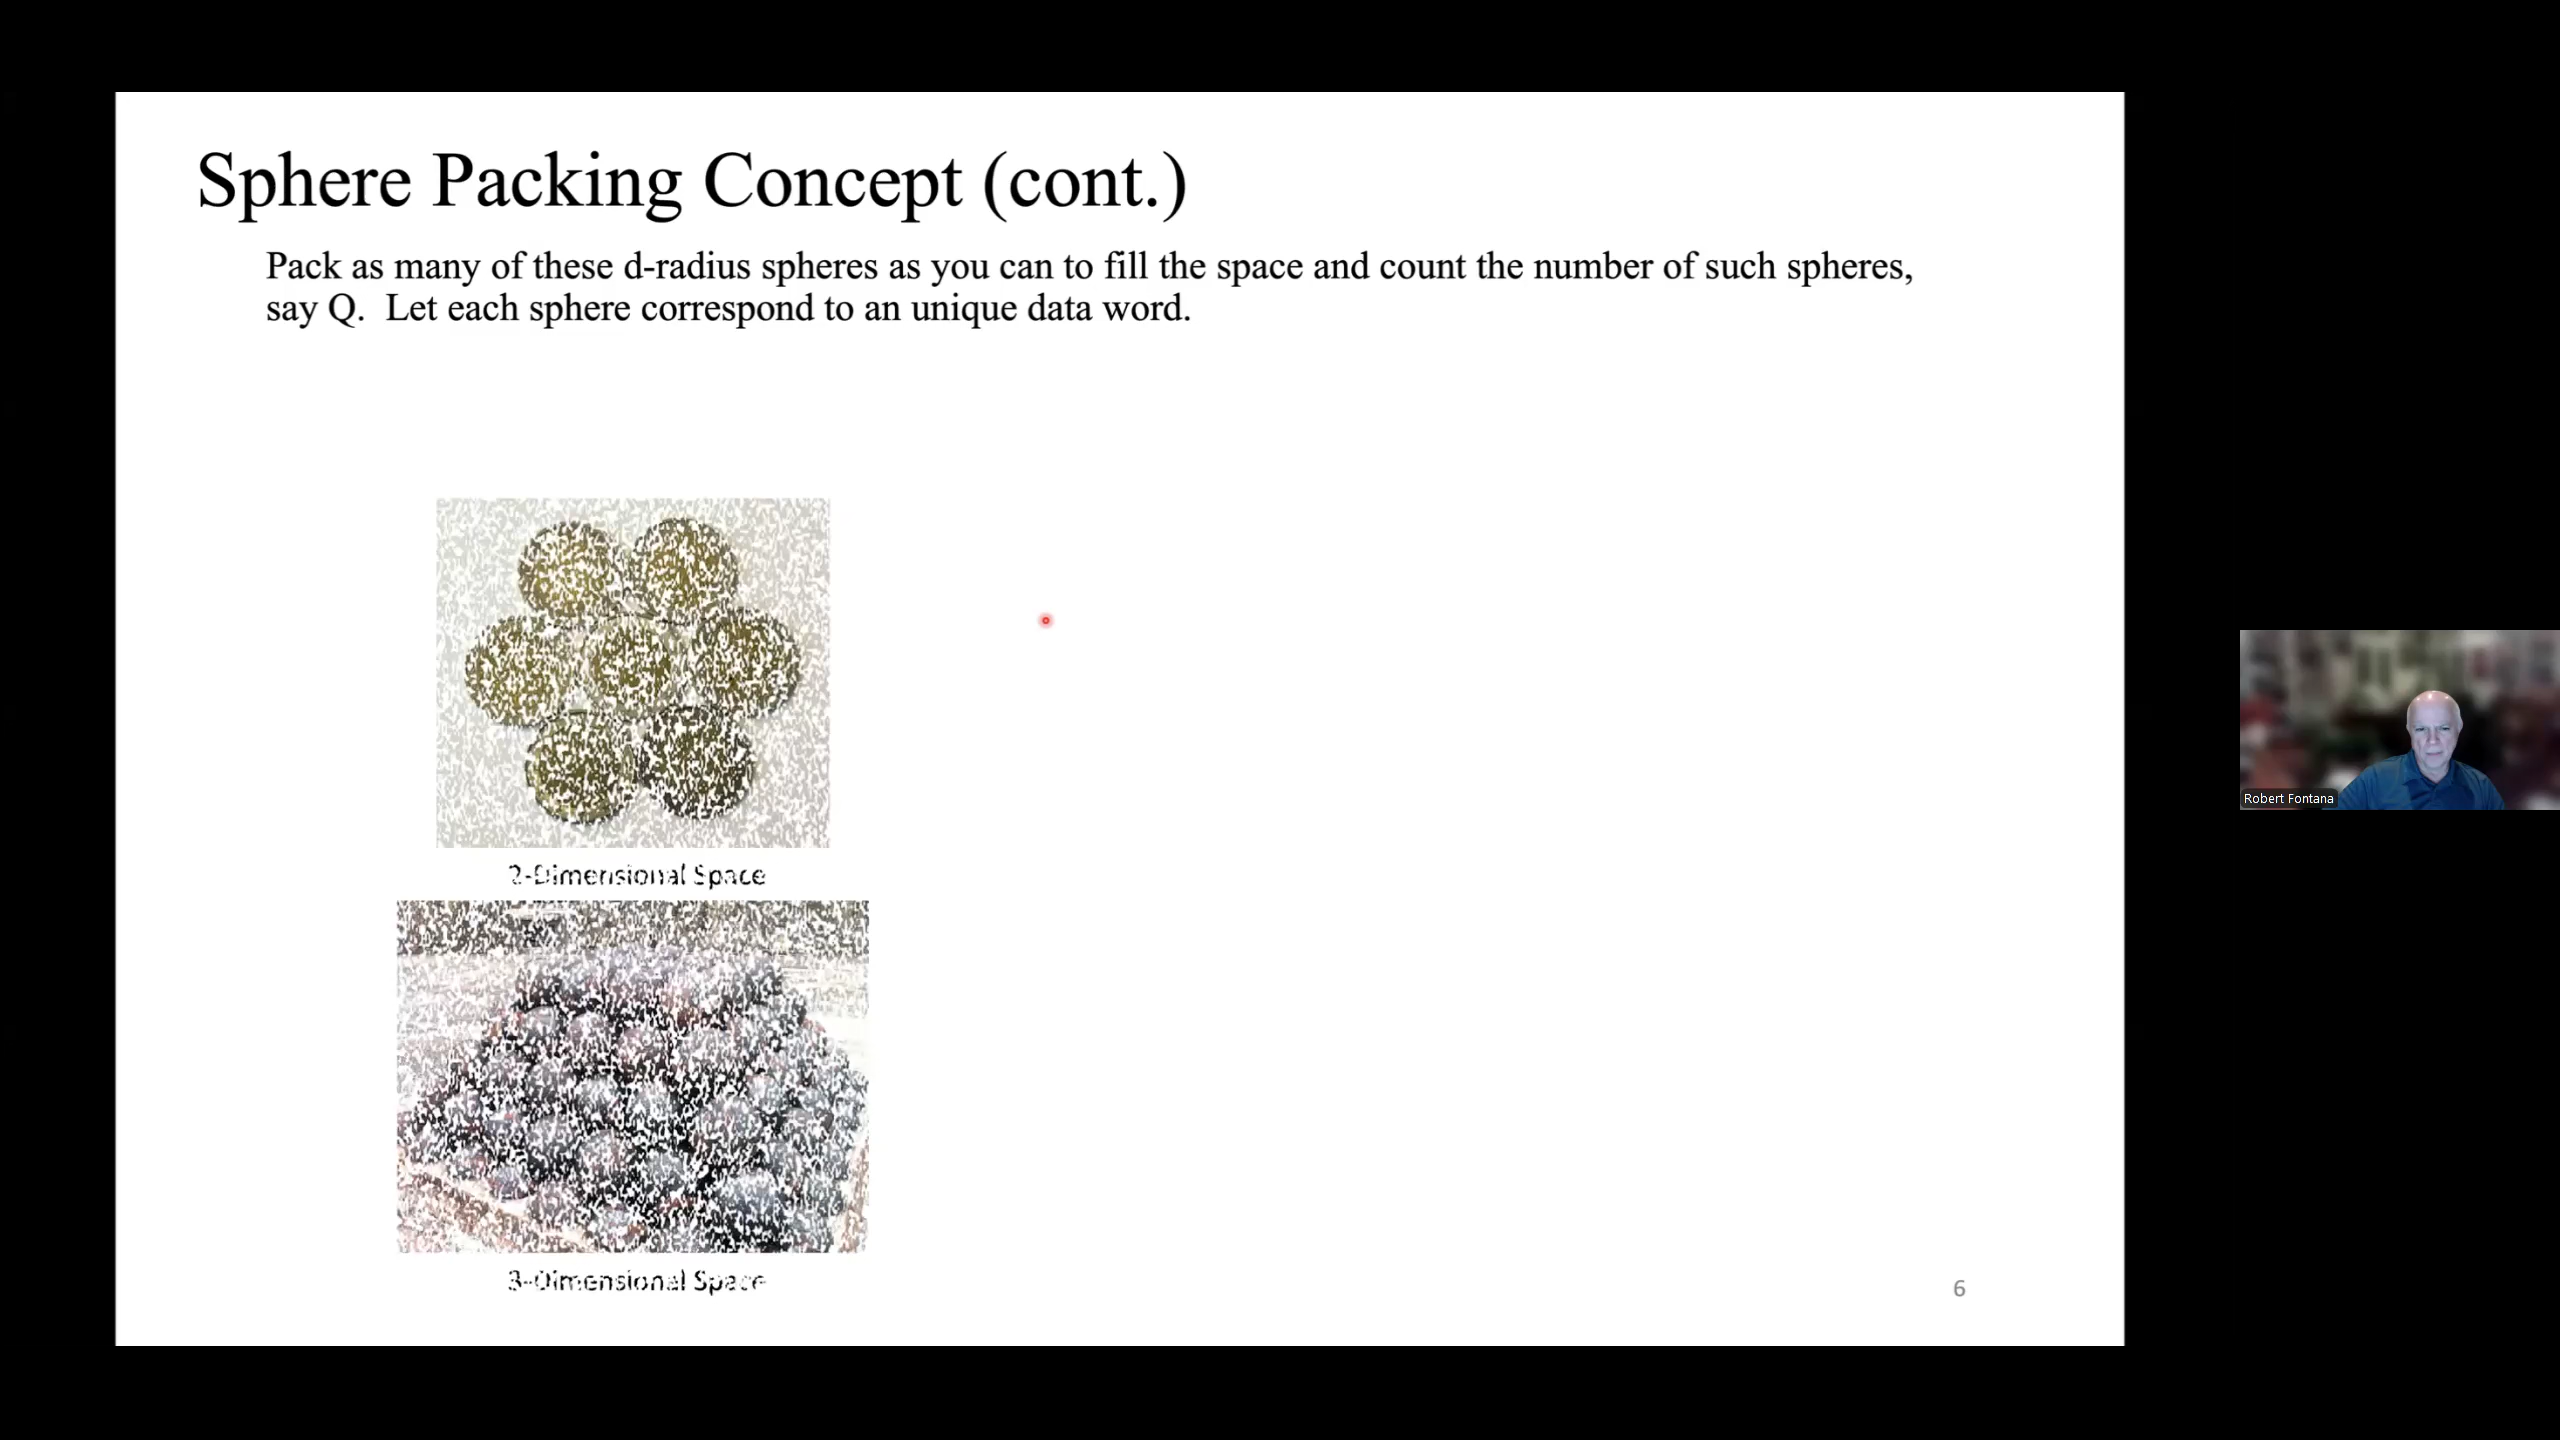 Sphere Packing Concept (cont.)
Pack as many of these d-radius spheres as you can to fill the space and count the number of such spheres,
say Q.  Let each sphere correspond to an unique data word.
2-Dimensional Space
3-Dimensional Space
6
Robert Fontana